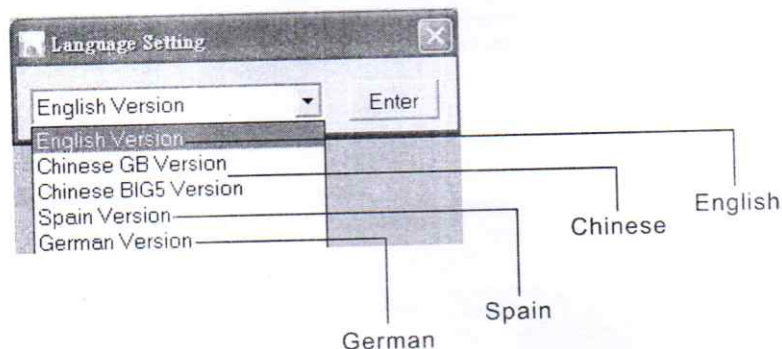 Language Setting
English Version
Enter
English Version
Chinese GB Version
Chinese BIG5 Version
Spain Version
German Version
English
Chinese
Spain
German